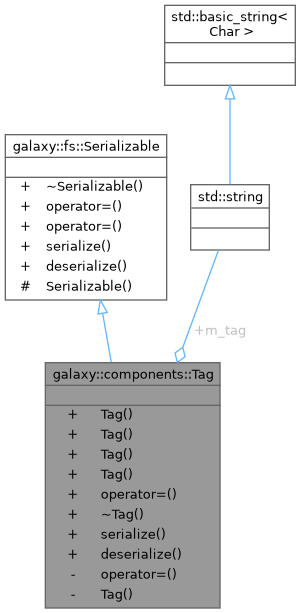 std::basic_string<
Char >
galaxy::fs::Serializable
+ ~Serializable()
+ operator=()
+ operator=()
+ serialize()
+ deserialize()
# Serializable()
std::string
+m_tag
galaxy::components::Tag
+ Tag()
+ Tag()
+ Tag()
+ Tag()
+ operator=()
+ ~Tag()
+ serialize()
+ deserialize()
- operator=()
- Tag()